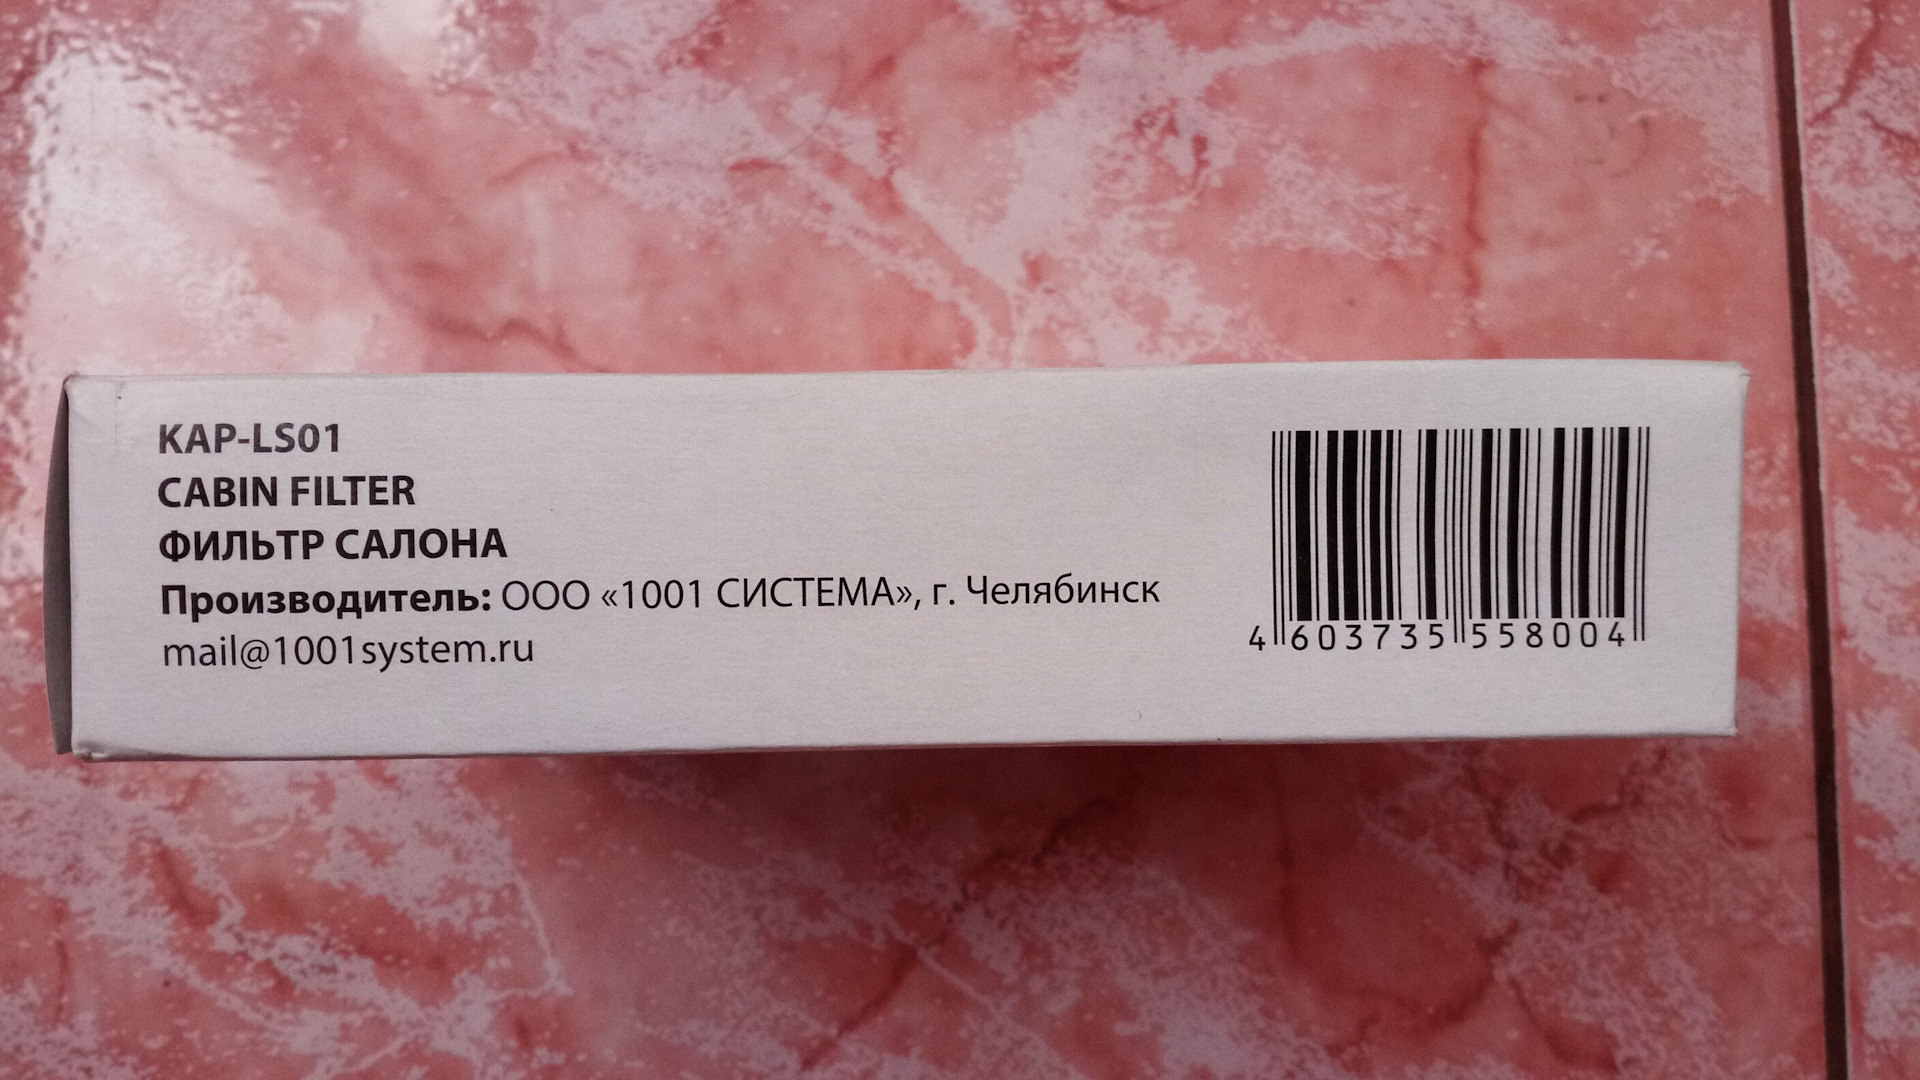 KAP-LS01
CABIN FILTER
ФИЛЬТР САЛОНА
Производитель: ООО «1001 СИСТЕМА», г. Челябинск
mail@1001system.ru
4 603735 558004